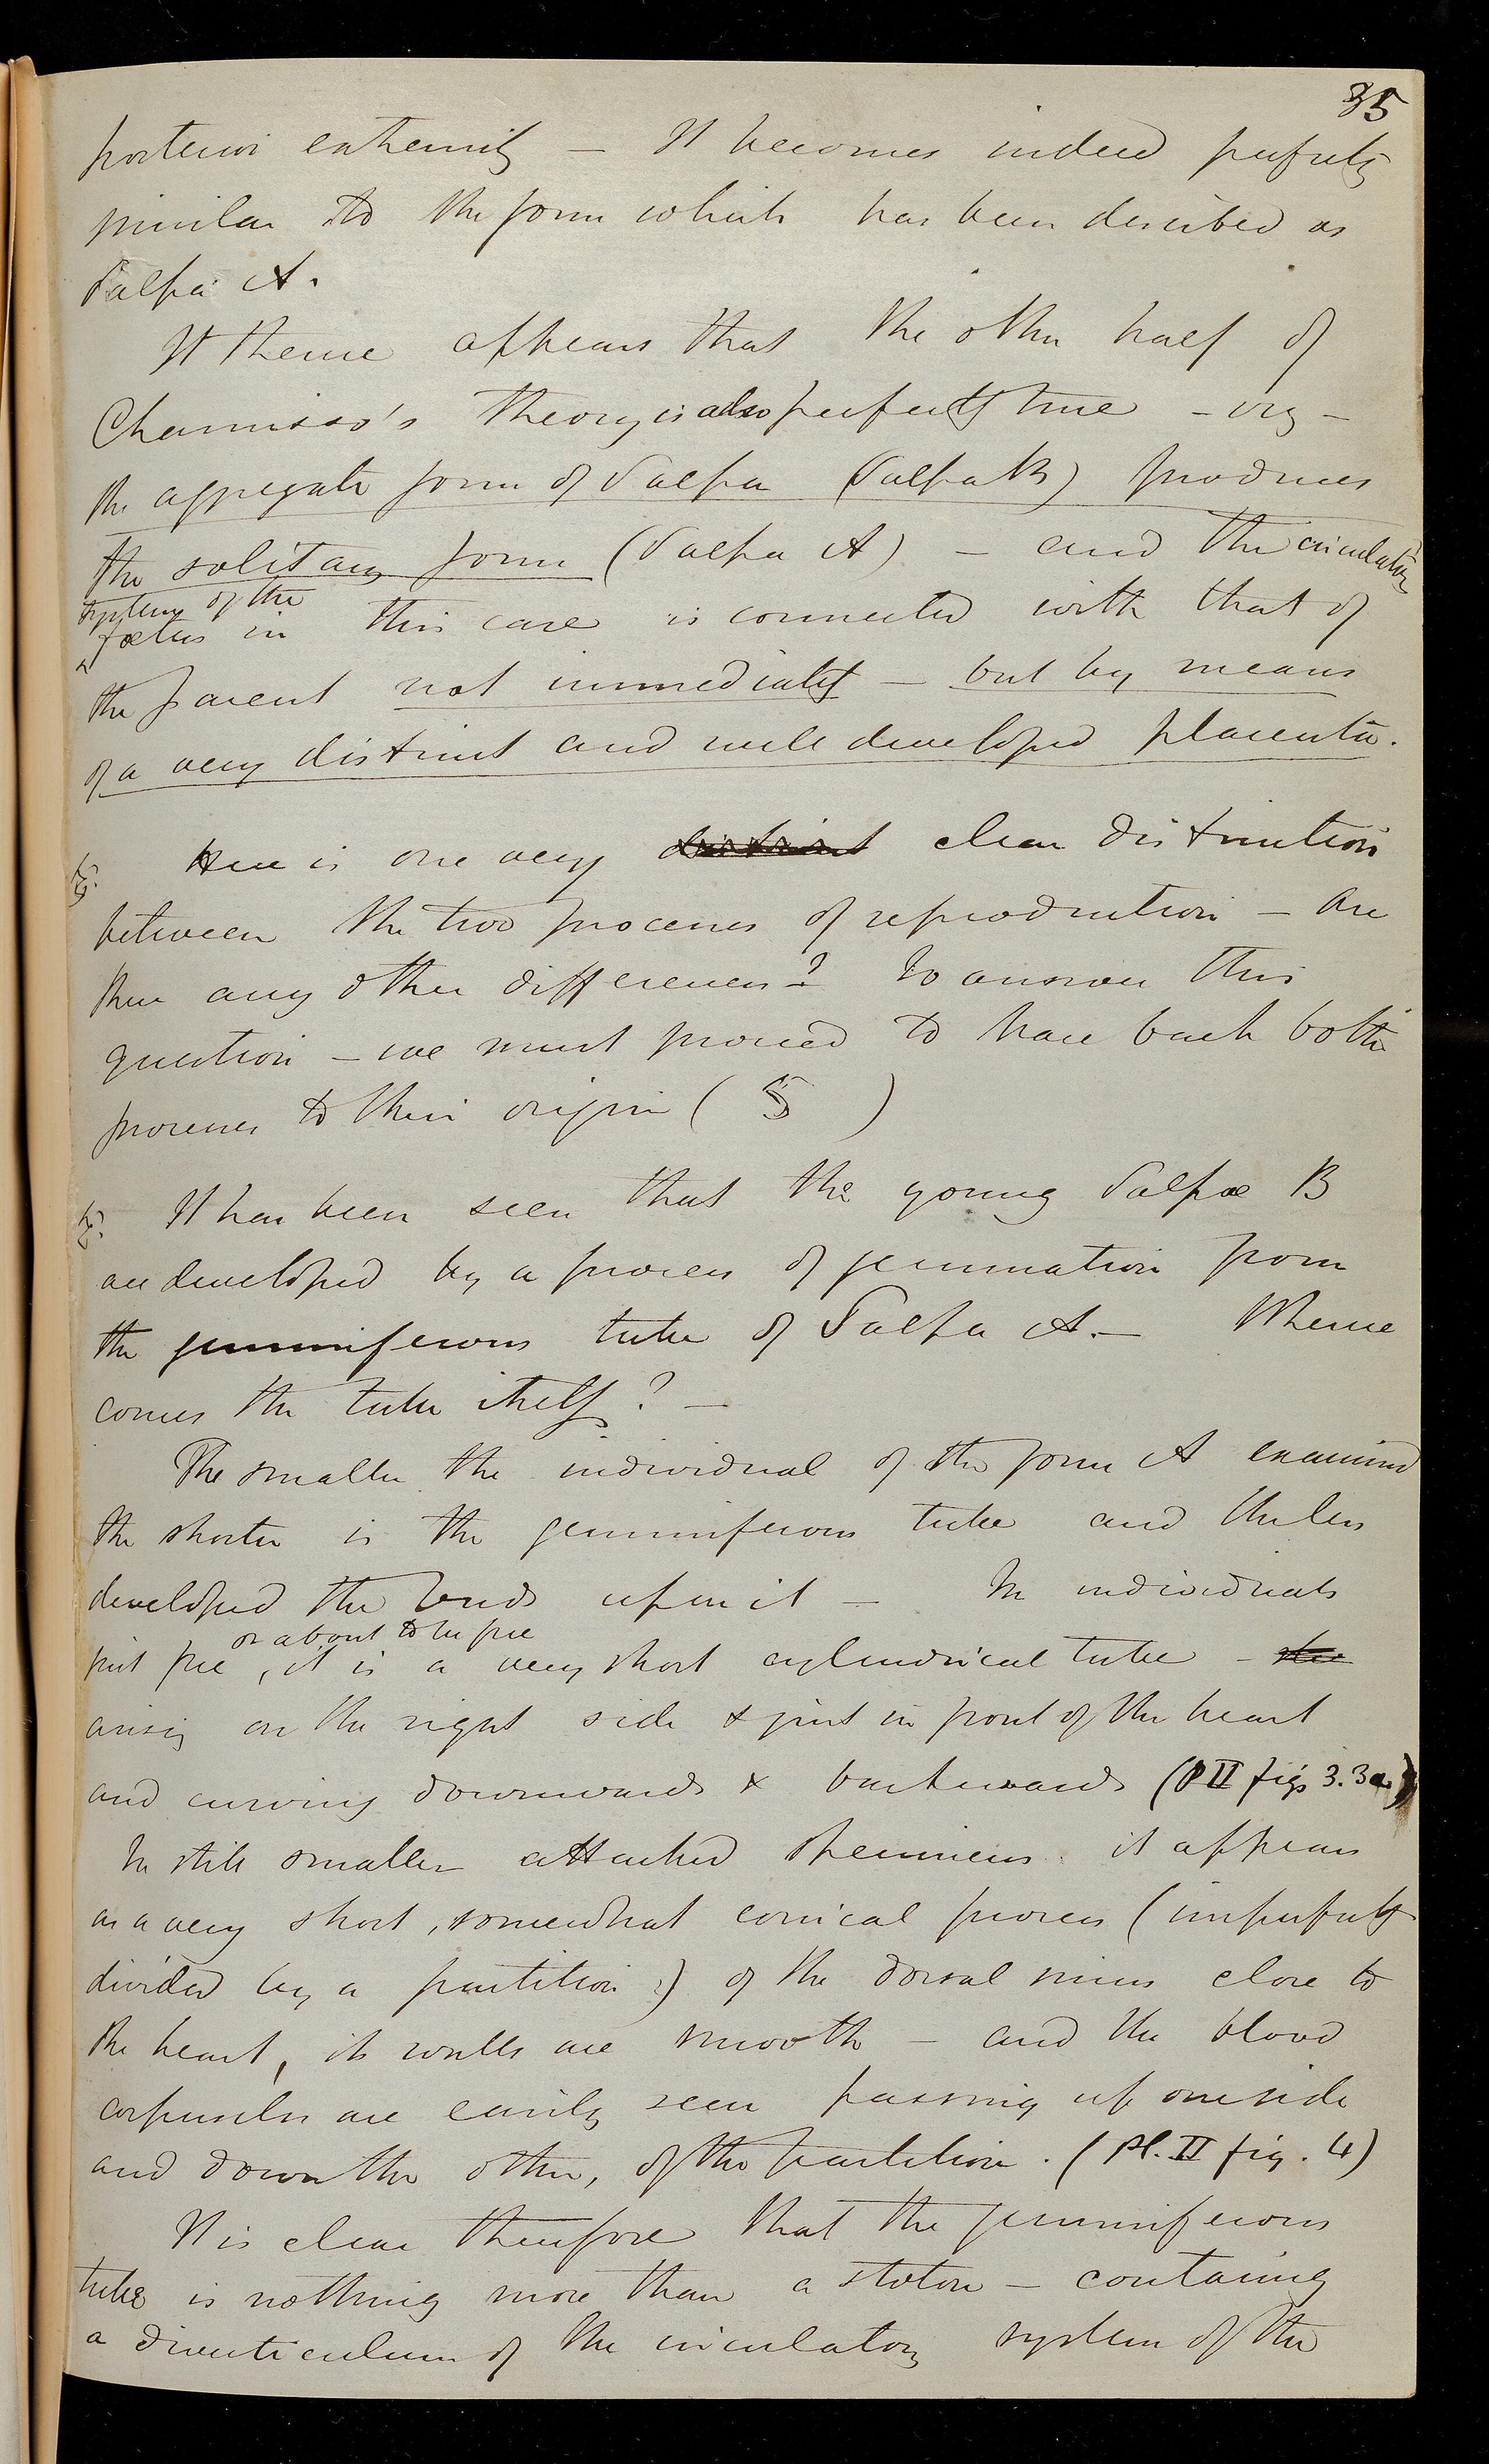 35
posterior extremity — It becomes indeed perfectly
similar to the form which has been described as
Salpa A.
It thence appears that the other half of
Chamisso's theory is also perfectly true – viz –
the aggregate form of Salpa (Salpa B) produces
the solitary form (Salpa A) – and the circulatory
system of the
fœtus in this case is connected with that of
the parent not immediately – but by means
of a very distinct and well developed placenta.
Here is one very distinct clear distinction
between the two processes of reproduction – Are
there any other differences? To answer this
question – we must proceed to trace back both
processes to their origin ( § )
It has been seen that the young Salpæ B
are developed by a process of gemmation from
the gemmiferous tube of Salpa A. — Whence
comes the tube itself? —
The smaller the individual of the form A examined
the shorter is the gemmiferous tube and the less
developed the buds upon it — In individuals
or about to be free
just free, it is a very short cylindrical tube – the
arising on the right side & just in front of the heart
and curving downwards & backwards (Pl II figs 3. 3a.)
In still smaller attached specimens it appears
as a very short, somewhat conical process (imperfectly
divided by a partition) of the dorsal sinus close to
the heart, its walls are smooth – and the blood
corpuscles are easily seen passing up one side
and down the other, of the partition. (Pl. II fig. 4)
It is clear therefore that the gemmiferous
tube is nothing more than a stolon – containing
a diverticulum of the circulatory system of the